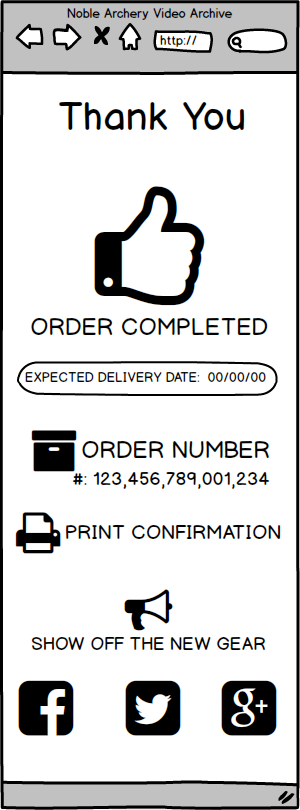 Noble Archery Video Archive
http://
Thank You
ORDER COMPLETED
EXPECTED DELIVERY DATE: 00/00/00
ORDER NUMBER
#: 123,456,789,001,234
PRINT CONFIRMATION
SHOW OFF THE NEW GEAR
f
g+